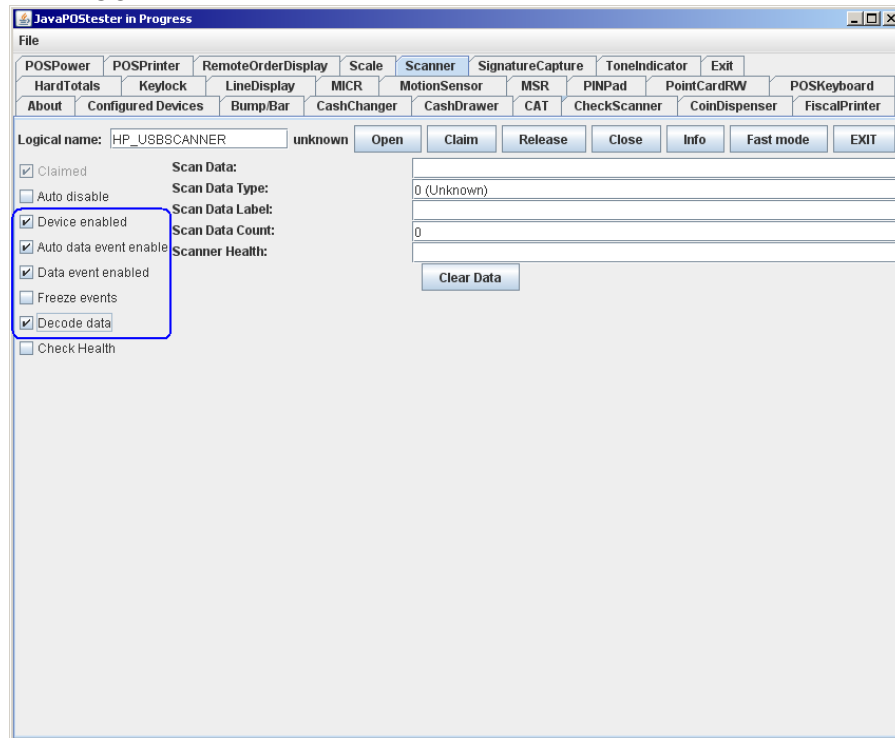 JavaPOStester in Progress
File
POSPower POSPrinter RemoteOrderDisplay Scale Scanner SignatureCapture ToneIndicator Exit
HardTotals Keylock LineDisplay MICR MotionSensor MSR PINPad PointCardRW POSKeyboard
About Configured Devices Bump/Bar CashChanger CashDrawer CAT CheckScanner CoinDispenser FiscalPrinter
Logical name: HP_USBSCANNER unknown Open Claim Release Close Info Fast mode EXIT
Claimed Scan Data:
Auto disable Scan Data Type: 0 (Unknown)
Scan Data Label:
Device enabled
Scan Data Count: 0
Auto data event enable Scanner Health:
Data event enabled Clear Data
Freeze events
Decode data
Check Health